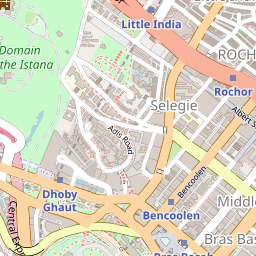 Little India
Domain
the Istana
ROCH
Rochor
Selegie
Albert S
Adis Road
Dhoby
Ghaut
Bencoolen
Middle
Bencoolen
Bras Bas
Central Exp